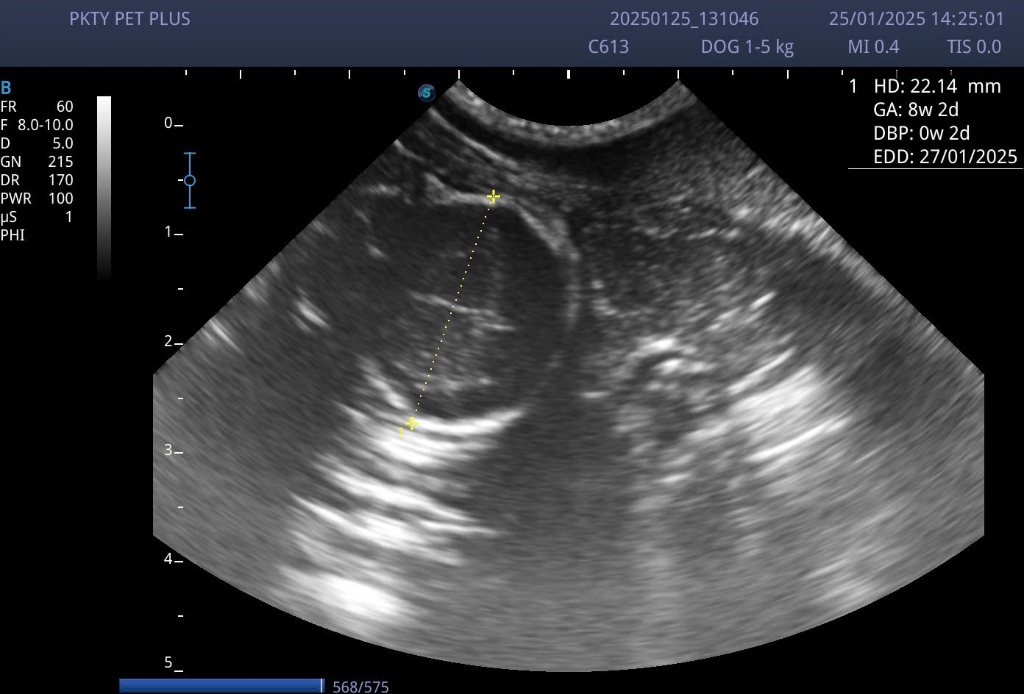 PKTY PET PLUS
20250125_131046
25/01/2025 14:25:01
C613
DOG 1-5 kg
MI 0.4
TIS 0.0
B
FR 60
F 8.0-10.0
D 5.0
GN 215
DR 170
PWR 100
µS 1
PHI
S
1 HD: 22.14 mm
GA: 8w 2d
DBP: 0w 2d
EDD: 27/01/2025
0
1
2
3
4
5
1
568/575